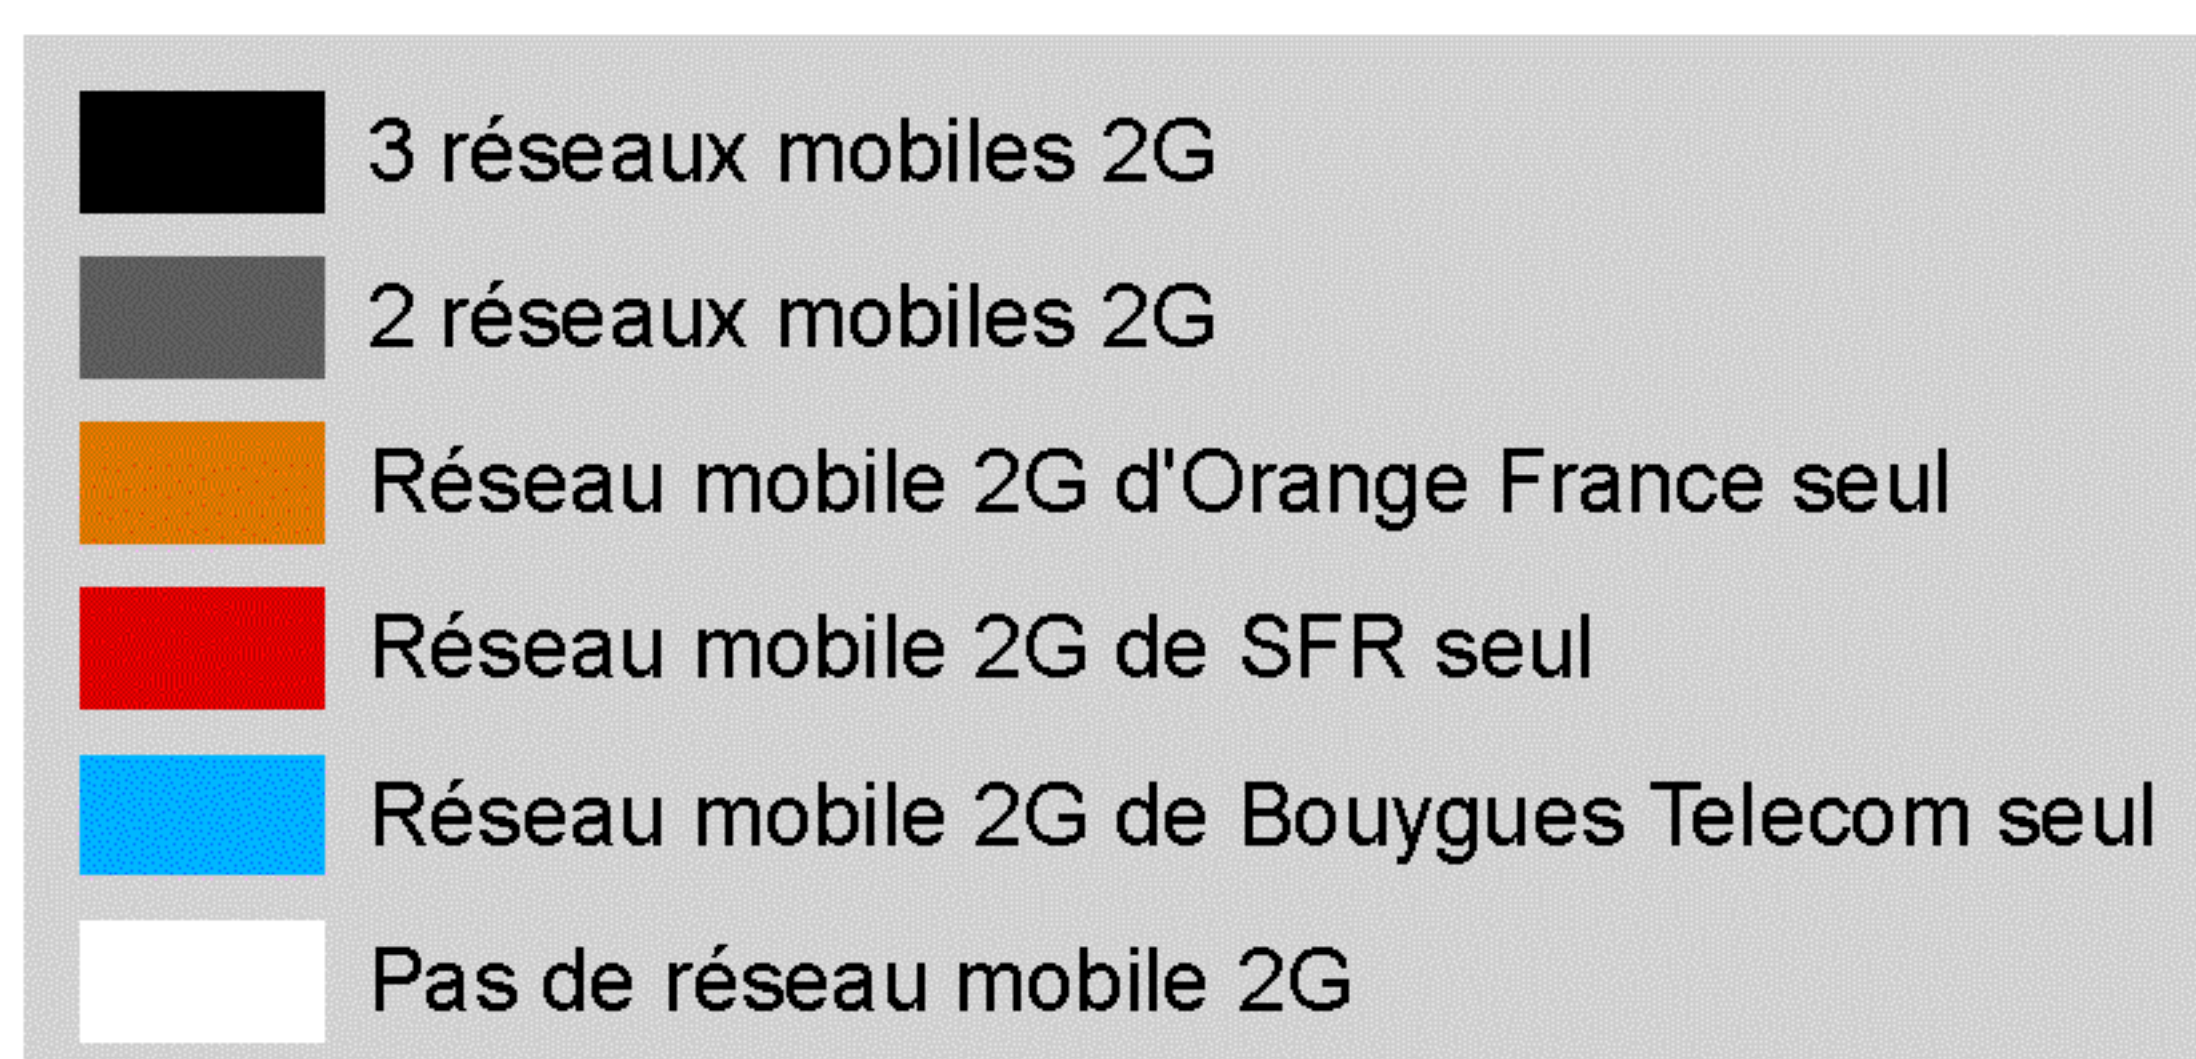 3 réseaux mobiles 2G
2 réseaux mobiles 2G
Réseau mobile 2G d'Orange France seul
Réseau mobile 2G de SFR seul
Réseau mobile 2G de Bouygues Telecom seul
Pas de réseau mobile 2G